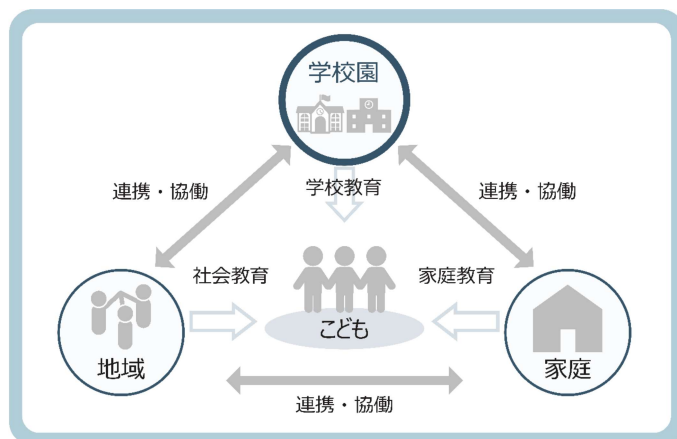 学校園
学校教育
連携・協働
連携・協働
社会教育
家庭教育
こども
地域
家庭
連携・協働